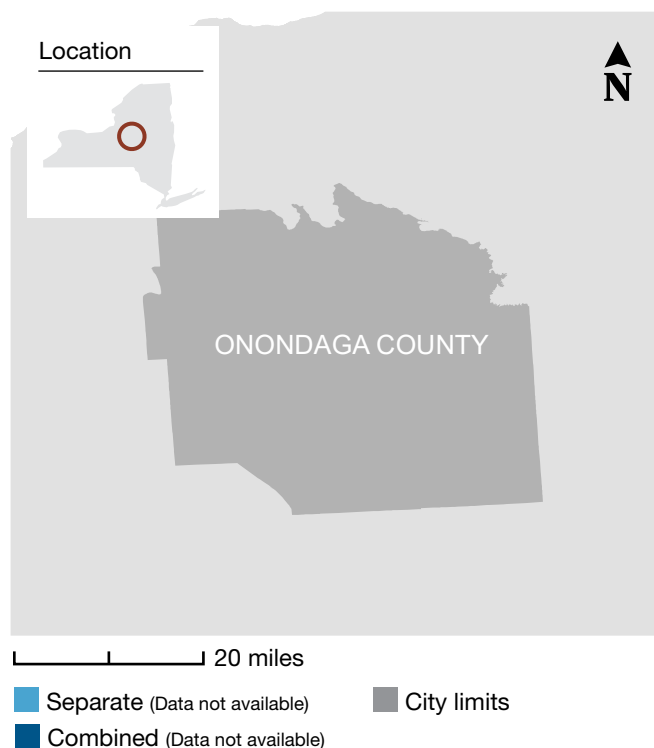 Location
N
ONONDAGA COUNTY
20 miles
Separate (Data not available)
City limits
Combined (Data not available)